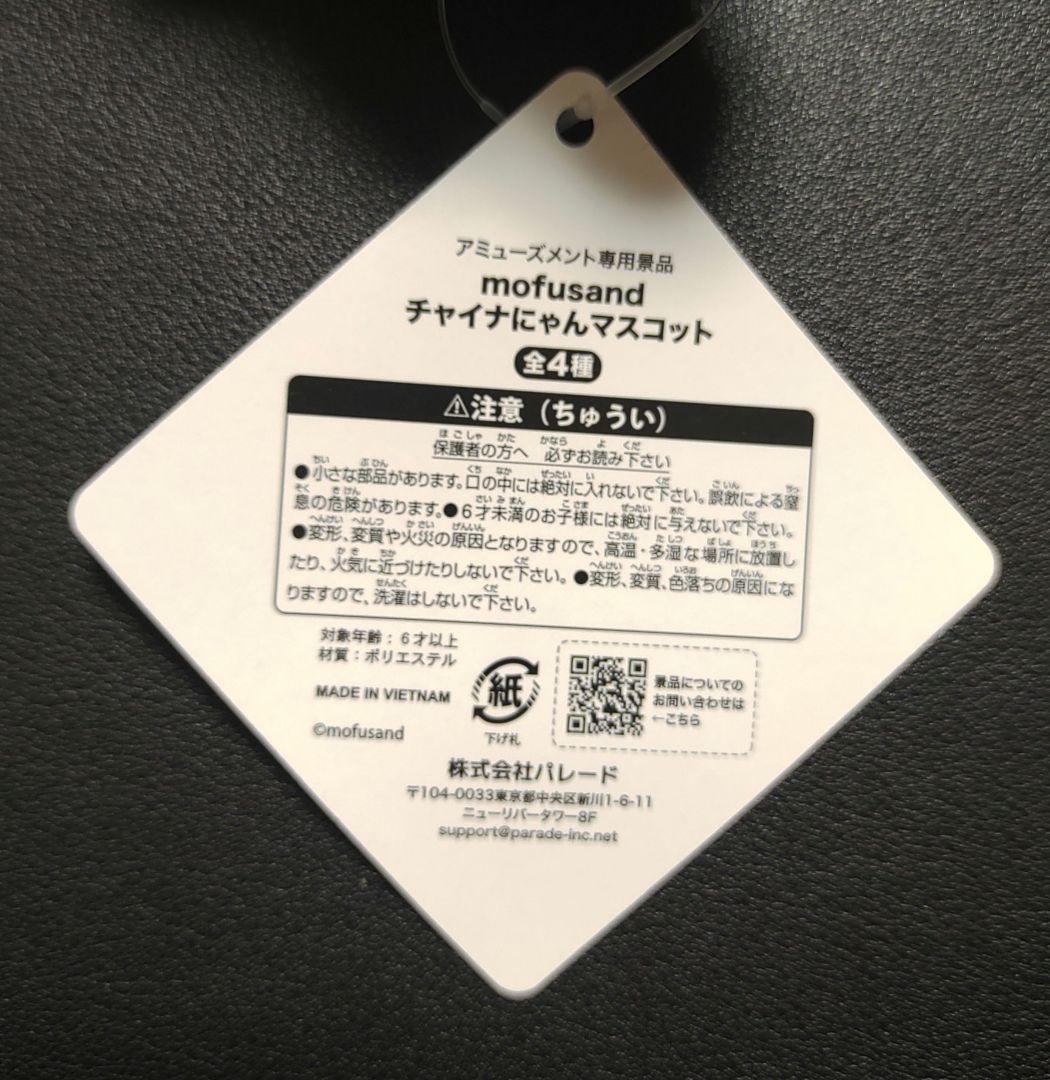 アミューズメント専用景品
mofusand
チャイナにゃんマスコット
全4種
⚠注意（ちゅうい）
保護者の方へ　必ずお読み下さい
●小さな部品があります。口の中には絶対に入れないで下さい。誤飲による窒
息の危険があります。●6才未満のお子様には絶対に与えないで下さい。
●変形、変質や火災の原因となりますので、高温・多湿な場所に放置し
たり、火気に近づけたりしないで下さい。●変形、変質、色落ちの原因にな
りますので、洗濯はしないで下さい。
対象年齢：6才以上
材質：ポリエステル
MADE IN VIETNAM
©mofusand
紙
下げ札
景品についての
お問い合わせは
←こちら
株式会社パレード
〒104-0033東京都中央区新川1-6-11
ニューリバータワー8F
support@parade-inc.net